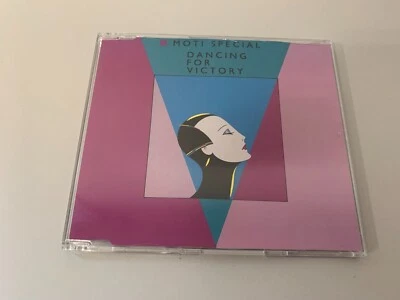 MOTI SPECIAL
DANCING
FOR
VICTORY